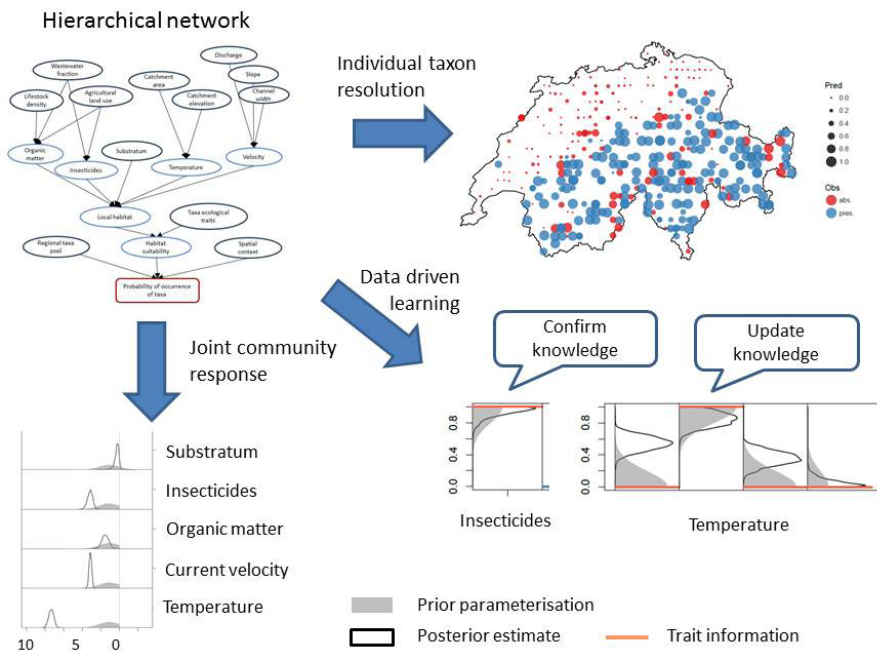 Hierarchical network
Discharge
Wastewater
fraction
Catchment
area
Slope
Lifestock
density
Agricultural
land use
Catchment
elevation
Channel
width
Organic
matter
Insecticides
Substratum
Temperature
Velocity
Local habitat
Taxa ecological
traits
Regional taxa
pool
Habitat
suitability
Spatial
context
Probability of occurrence
of taxa
Individual taxon
resolution
Pred
0.0
0.2
0.4
0.6
0.8
1.0
Obs
abs.
pres.
Data driven
learning
Joint community
response
Confirm
knowledge
Update
knowledge
0.8
0.4
0.0
Insecticides
0.8
0.4
0.0
Temperature
Substratum
Insecticides
Organic matter
Current velocity
Temperature
10 5 0
Prior parameterisation
Posterior estimate
Trait information